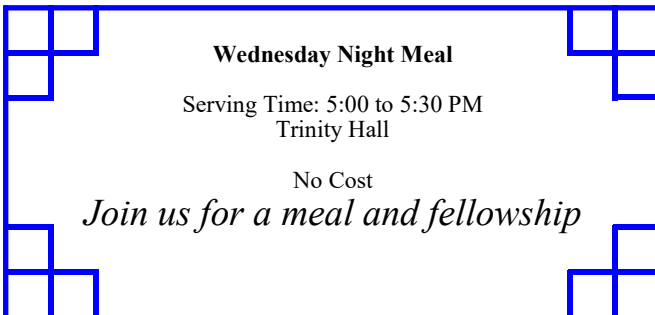 Wednesday Night Meal
Serving Time: 5:00 to 5:30 PM
Trinity Hall
No Cost
Join us for a meal and fellowship